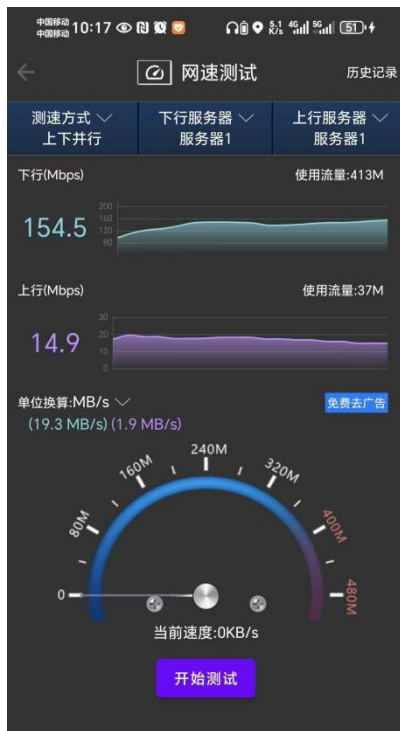 中国移动
中国移动
10:17
5.1 K/s 4G 5G 51
网速测试
历史记录
测速方式 下行服务器 上行服务器
上下并行 服务器1 服务器1
下行(Mbps) 使用流量:413M
200
160
120
80
154.5
上行(Mbps) 使用流量:37M
30
20
10
0
14.9
单位换算:MB/s 免费去广告
(19.3 MB/s) (1.9 MB/s)
0
80M
160M
240M
320M
400M
480M
当前速度:0KB/s
开始测试